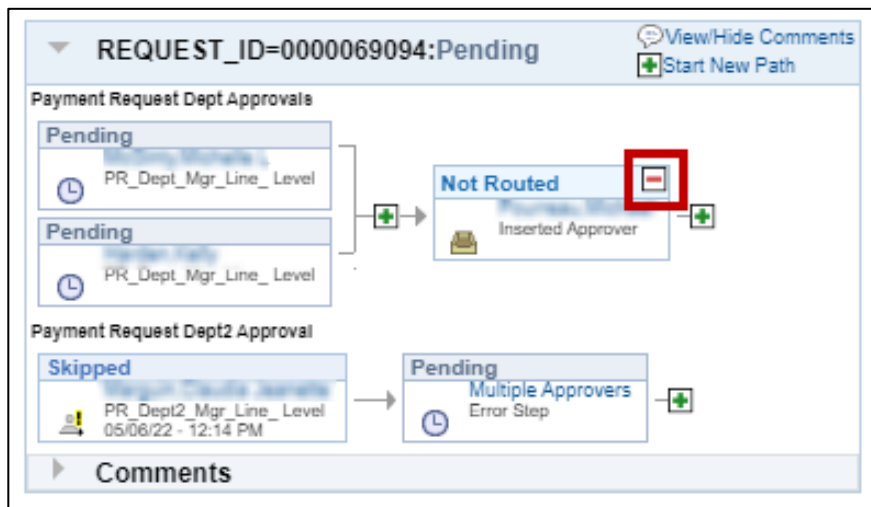 REQUEST_ID=0000069094:Pending
View/Hide Comments
Start New Path
Payment Request Dept Approvals
Pending
PR_Dept_Mgr_Line_ Level
Not Routed
Inserted Approver
Pending
PR_Dept_Mgr_Line_ Level
Payment Request Dept2 Approval
Skipped
PR_Dept2_Mgr_Line_ Level
05/06/22 - 12:14 PM
Pending
Multiple Approvers
Error Step
Comments